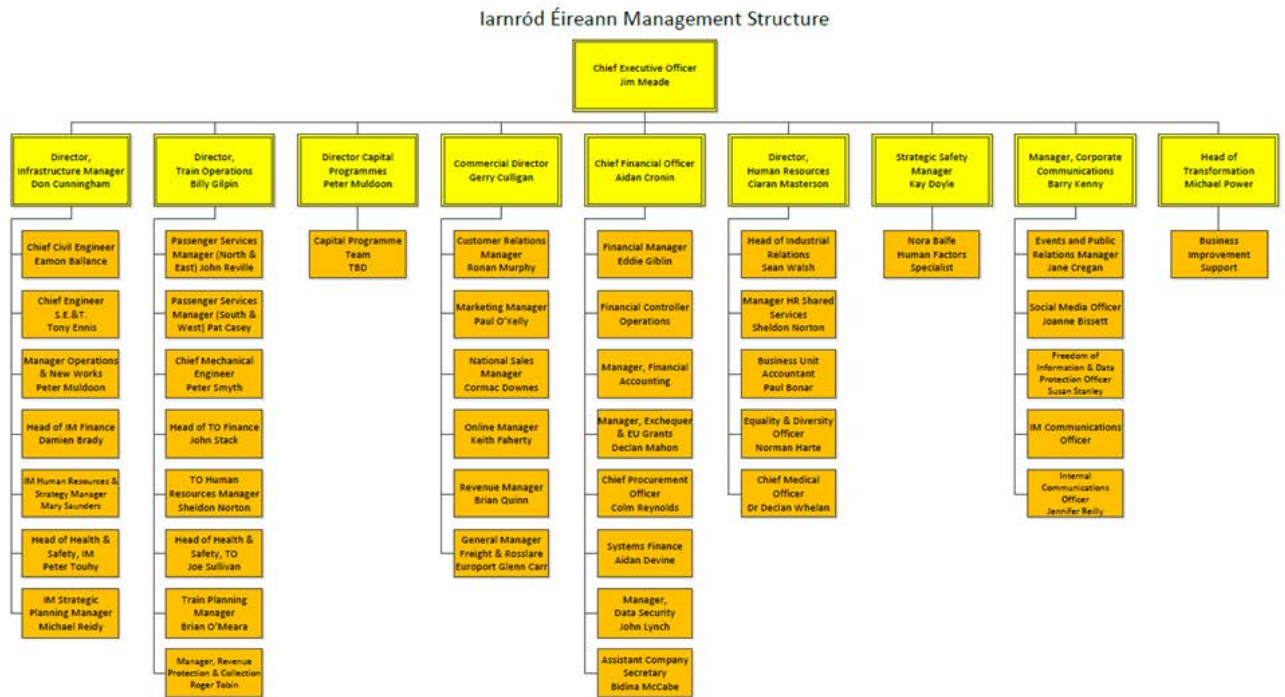 Iarnród Éireann Management Structure
Chief Executive Officer
Jim Meade
Director,
Infrastructure Manager
Don Cunningham
Director,
Train Operations
Billy Gilpin
Director Capital
Programmes
Peter Muldoon
Commercial Director
Gerry Culligan
Chief Financial Officer
Aidan Cronin
Director,
Human Resources
Ciaran Masterson
Strategic Safety
Manager
Kay Doyle
Manager, Corporate
Communications
Barry Kenny
Head of
Transformation
Michael Power
Chief Civil Engineer
Eamon Ballance
Chief Engineer
S.E.&T.
Tony Ennis
Manager Operations
& New Works
Peter Muldoon
Head of IM Finance
Damien Brady
IM Human Resources &
Strategy Manager
Mary Saunders
Head of Health &
Safety, IM
Peter Touhy
IM Strategic
Planning Manager
Michael Reidy
Passenger Services
Manager (North &
East) John Reville
Passenger Services
Manager (South &
West) Pat Casey
Chief Mechanical
Engineer
Peter Smyth
Head of TO Finance
John Stack
TO Human
Resources Manager
Sheldon Norton
Head of Health &
Safety, TO
Joe Sullivan
Train Planning
Manager
Brian O'Meara
Manager, Revenue
Protection & Collection
Roger Tobin
Capital Programme
Team
TBD
Customer Relations
Manager
Ronan Murphy
Marketing Manager
Paul O'Kelly
National Sales
Manager
Cormac Downes
Online Manager
Keith Faherty
Revenue Manager
Brian Quinn
General Manager
Freight & Rosslare
Europort Glenn Carr
Financial Manager
Eddie Giblin
Financial Controller
Operations
Manager, Financial
Accounting
Manager, Exchequer
& EU Grants
Declan Mahon
Chief Procurement
Officer
Colm Reynolds
Systems Finance
Aidan Devine
Manager,
Data Security
John Lynch
Assistant Company
Secretary
Bidina McCabe
Head of Industrial
Relations
Sean Walsh
Manager HR Shared
Services
Sheldon Norton
Business Unit
Accountant
Paul Bonar
Equality & Diversity
Officer
Norman Harte
Chief Medical
Officer
Dr Declan Whelan
Nora Balfe
Human Factors
Specialist
Events and Public
Relations Manager
Jane Cregan
Social Media Officer
Joanne Bissett
Freedom of
Information & Data
Protection Officer
Susan Stanley
IM Communications
Officer
Internal
Communications
Officer
Jennifer Reilly
Business
Improvement
Support